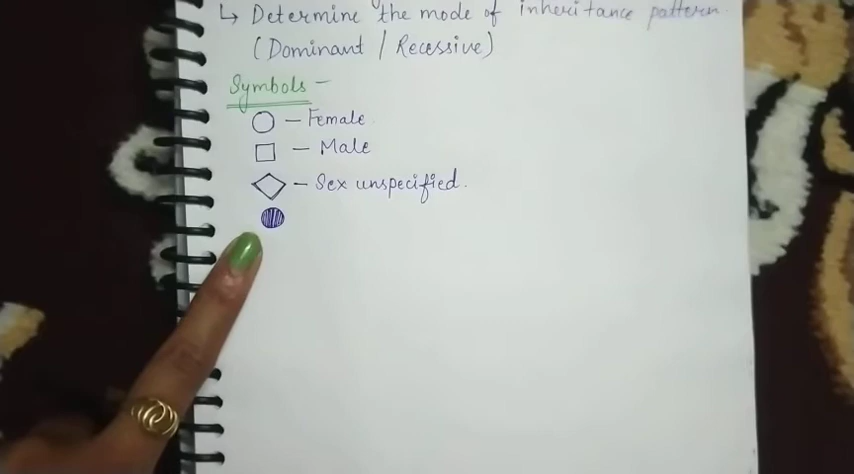 ↳ Determine the mode of inheritance pattern.
(Dominant / Recessive)
Symbols -
○ - Female.
□ - Male
◇ - Sex unspecified.